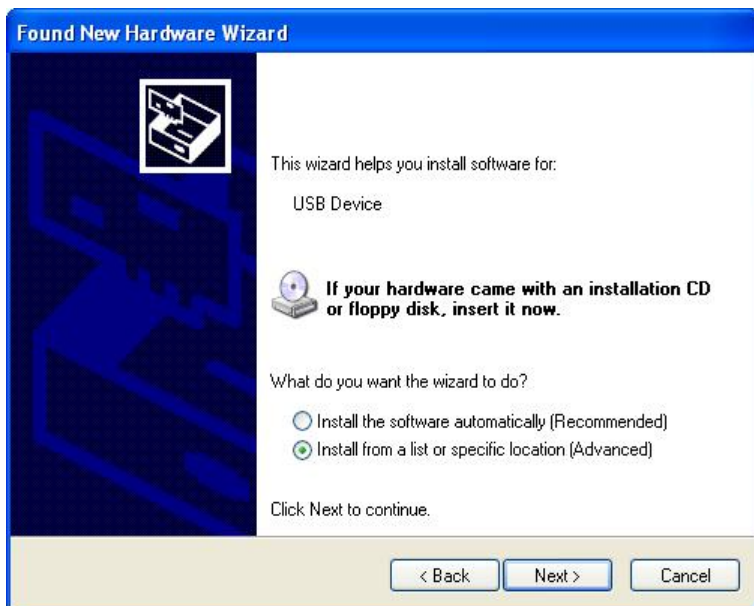 Found New Hardware Wizard
This wizard helps you install software for:
USB Device
If your hardware came with an installation CD
or floppy disk, insert it now.
What do you want the wizard to do?
Install the software automatically (Recommended)
Install from a list or specific location (Advanced)
Click Next to continue.
< Back
Next >
Cancel